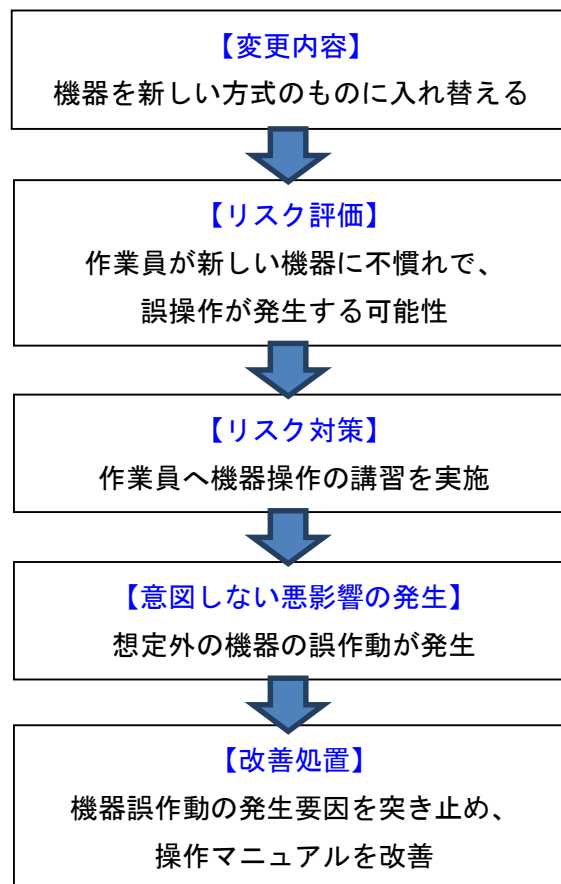 【変更内容】
機器を新しい方式のものに入れ替える
【リスク評価】
作業員が新しい機器に不慣れで、
誤操作が発生する可能性
【リスク対策】
作業員へ機器操作の講習を実施
【意図しない悪影響の発生】
想定外の機器の誤作動が発生
【改善処置】
機器誤作動の発生要因を突き止め、
操作マニュアルを改善